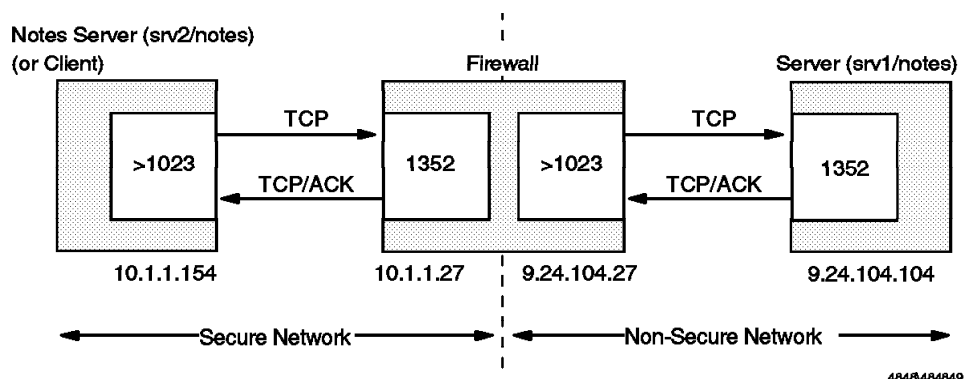 Notes Server (srv2/notes)
(or Client)
Firewall
Server (srv1/notes)
TCP
TCP
>1023
1352
>1023
1352
TCP/ACK
TCP/ACK
10.1.1.154
10.1.1.27
9.24.104.27
9.24.104.104
Secure Network
Non-Secure Network
4848\484849